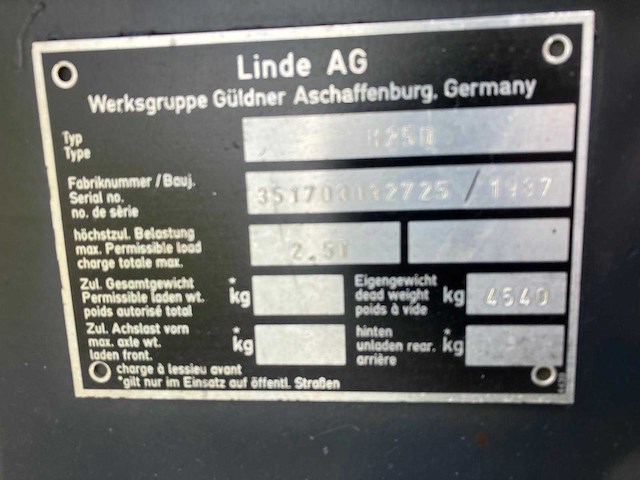 Linde AG
Werksgruppe Güldner Aschaffenburg, Germany
Typ
Type
H25D
Fabriknummer / Bauj.
Serial no.
no. de série
/
höchstzul. Belastung
max. Permissible load
charge totale max.
2.5T
Zul. Gesamtgewicht
Permissible laden wt.
poids autorisé total
* kg
Eigengewicht
dead weight
poids à vide
kg
4540
Zul. Achslast vorn
max. axle wt.
laden front.
charge à lessieu avant
* kg
hinten
unladen rear.
arrière
* kg
*gilt nur im Einsatz auf öffentl. Straßen